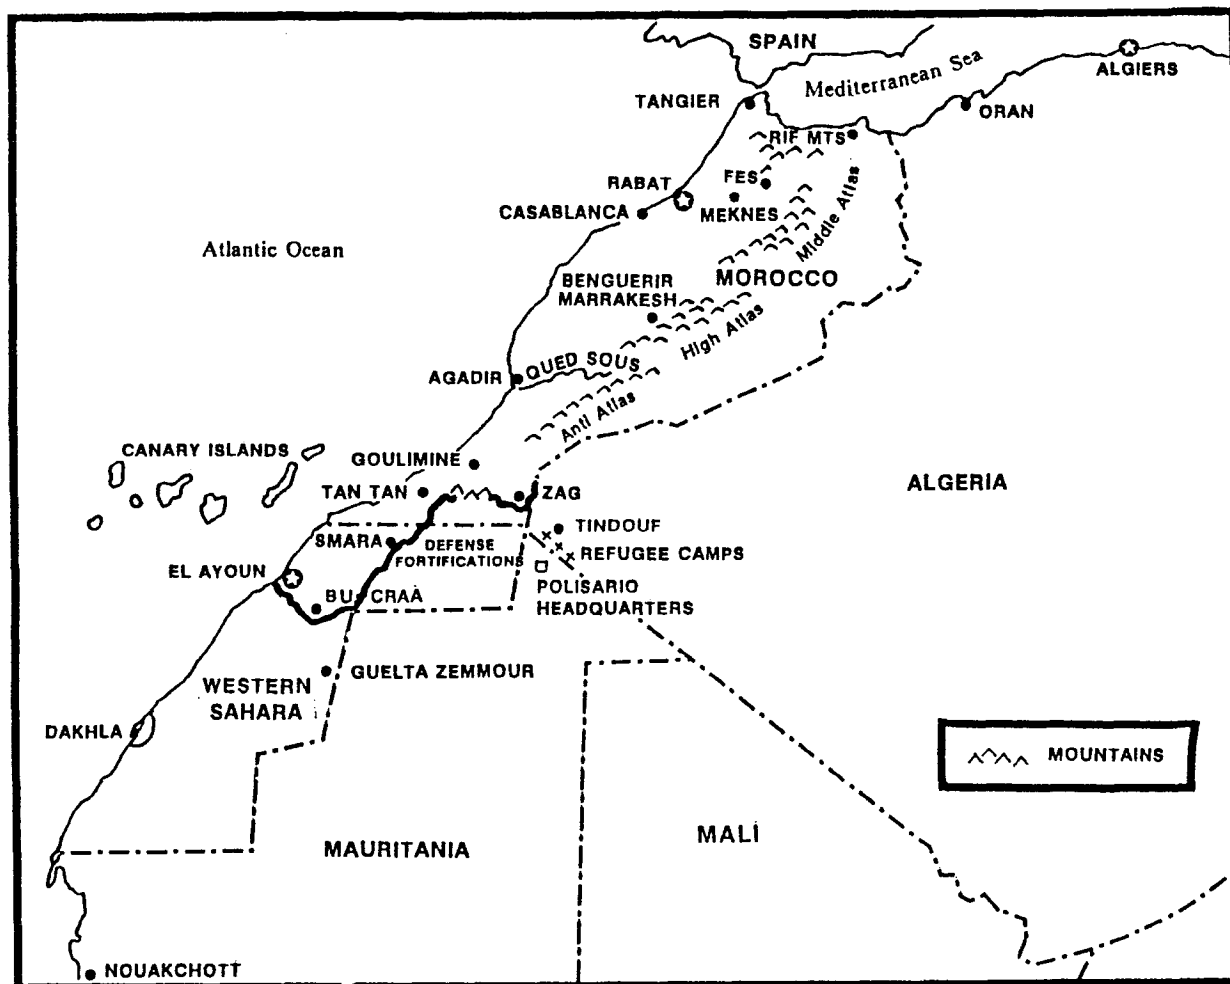 SPAIN
Mediterranean Sea
ALGIERS
TANGIER
ORAN
RIF MTS
FES
RABAT
MEKNES
CASABLANCA
Middle Atlas
Atlantic Ocean
BENGUERIR
MARRAKESH
MOROCCO
High Atlas
QUED SOUS
AGADIR
Anti Atlas
CANARY ISLANDS
GOULIMINE
TAN TAN
ZAG
ALGERIA
TINDOUF
SMARA
DEFENSE
FORTIFICATIONS
REFUGEE CAMPS
EL AYOUN
BU CRAÀ
POLISARIO
HEADQUARTERS
GUELTA ZEMMOUR
WESTERN
SAHARA
DAKHLA
MOUNTAINS
MAURITANIA
MALİ
NOUAKCHOTT